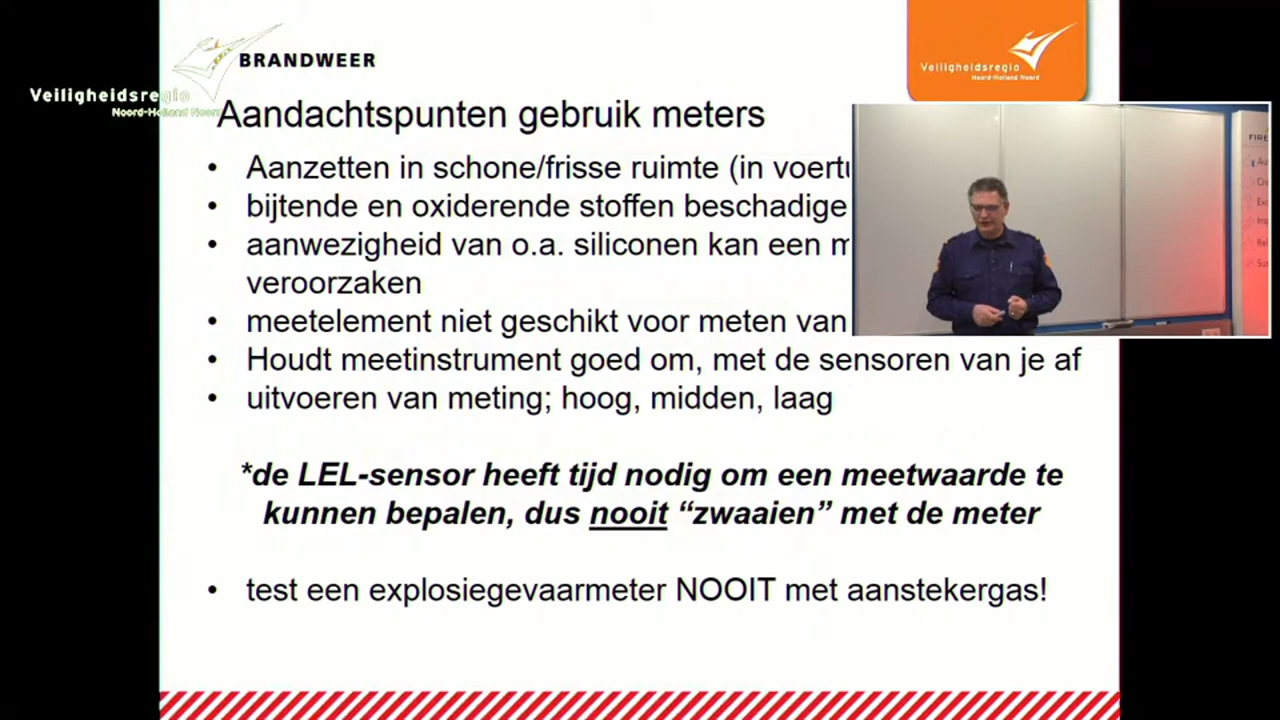 BRANDWEER
Veiligheidsregio
Noord-Holland Noord
Veiligheidsregio
Noord-Holland Noord
Aandachtspunten gebruik meters
• Aanzetten in schone/frisse ruimte (in
• bijtende en oxiderende stoffen
• aanwezigheid van o.a. siliconen kan een
veroorzaken
• meetelement niet geschikt voor meten van
• Houdt meetinstrument goed om, met de sensoren van je af
• uitvoeren van meting; hoog, midden, laag
*de LEL-sensor heeft tijd nodig om een meetwaarde te
kunnen bepalen, dus nooit “zwaaien” met de meter
• test een explosiegevaarmeter NOOIT met aanstekergas!